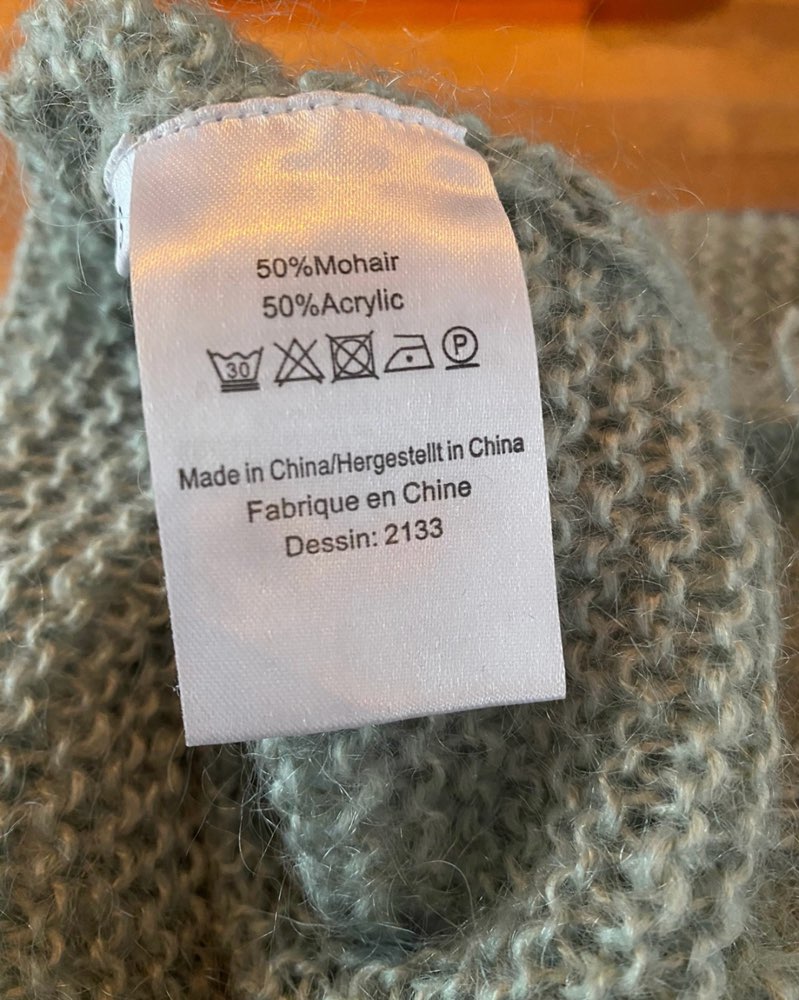 50%Mohair
50%Acrylic
30 P
Made in China/Hergestellt in China
Fabrique en Chine
Dessin: 2133